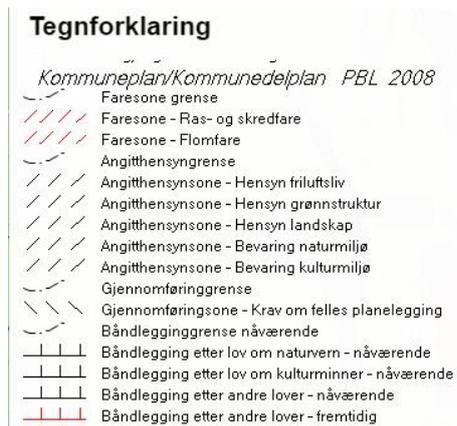 Tegnforklaring
Kommuneplan/Kommunedelplan PBL 2008
Faresone grense
Faresone - Ras- og skredfare
Faresone - Flomfare
Angitthensyngrense
Angitthensynsone - Hensyn friluftsliv
Angitthensynsone - Hensyn grønnstruktur
Angitthensynsone - Hensyn landskap
Angitthensynsone - Bevaring naturmiljø
Angitthensynsone - Bevaring kulturmiljø
Gjennomføringgrense
Gjennomføringsone - Krav om felles planelegging
Båndlegginggrense nåværende
Båndlegging etter lov om naturvern - nåværende
Båndlegging etter lov om kulturminner - nåværende
Båndlegging etter andre lover - nåværende
Båndlegging etter andre lover - fremtidig